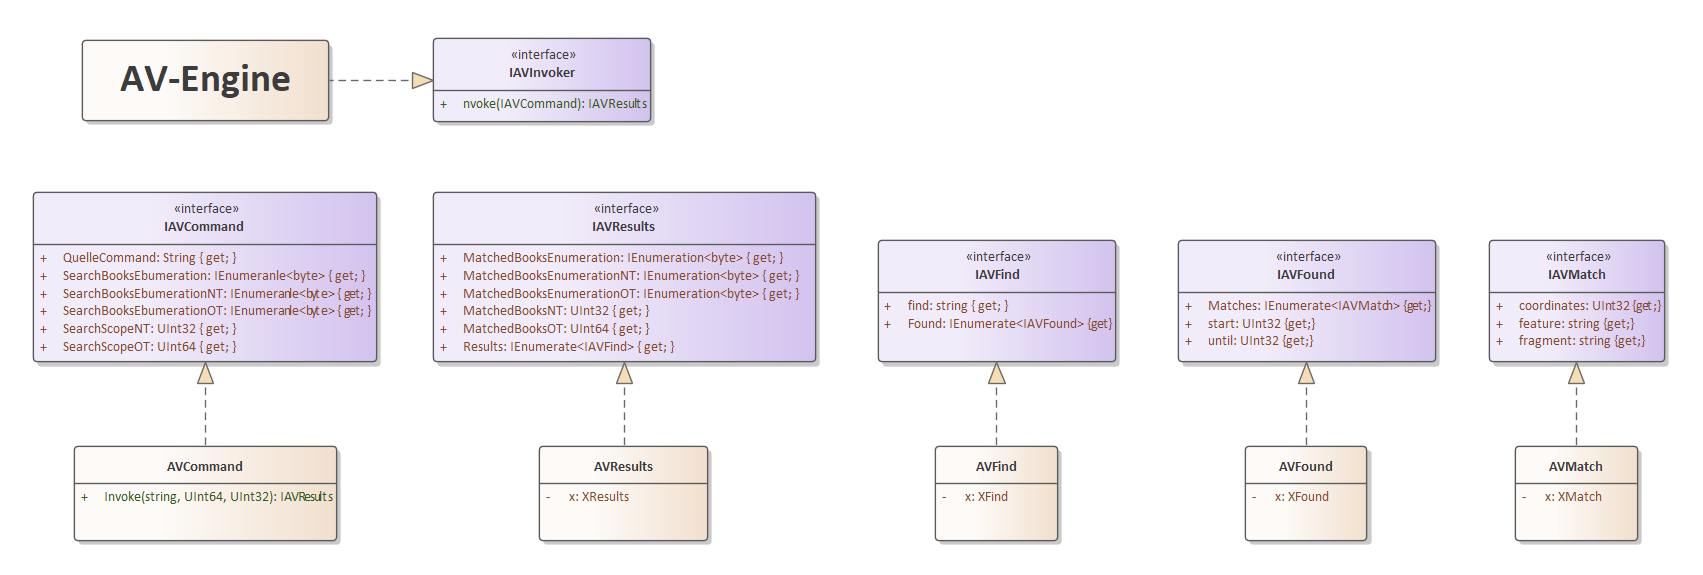 AV-Engine
«interface»
IAVInvoker
+ nvoke(IAVCommand): IAVResults
«interface»
IAVCommand
+ QuelleCommand: String { get; }
+ SearchBooksEbumeration: IEnumeranle<byte> { get; }
+ SearchBooksEbumerationNT: IEnumeranle<byte> { get; }
+ SearchBooksEbumerationOT: IEnumeranle<byte> { get; }
+ SearchScopeNT: UInt32 { get; }
+ SearchScopeOT: UInt64 { get; }
«interface»
IAVResults
+ MatchedBooksEnumeration: IEnumeration<byte> { get; }
+ MatchedBooksEnumerationNT: IEnumeration<byte> { get; }
+ MatchedBooksEnumerationOT: IEnumeration<byte> { get; }
+ MatchedBooksNT: UInt32 { get; }
+ MatchedBooksOT: UInt64 { get; }
+ Results: IEnumerate<IAVFind> { get; }
«interface»
IAVFind
+ find: string { get; }
+ Found: IEnumerate<IAVFound> {get}
«interface»
IAVFound
+ Matches: IEnumerate<IAVMatch> {get;}
+ start: UInt32 {get;}
+ until: UInt32 {get;}
«interface»
IAVMatch
+ coordinates: UInt32 {get;}
+ feature: string {get;}
+ fragment: string {get;}
AVCommand
+ Invoke(string, UInt64, UInt32): IAVResults
AVResults
- x: XResults
AVFind
- x: XFind
AVFound
- x: XFound
AVMatch
- x: XMatch